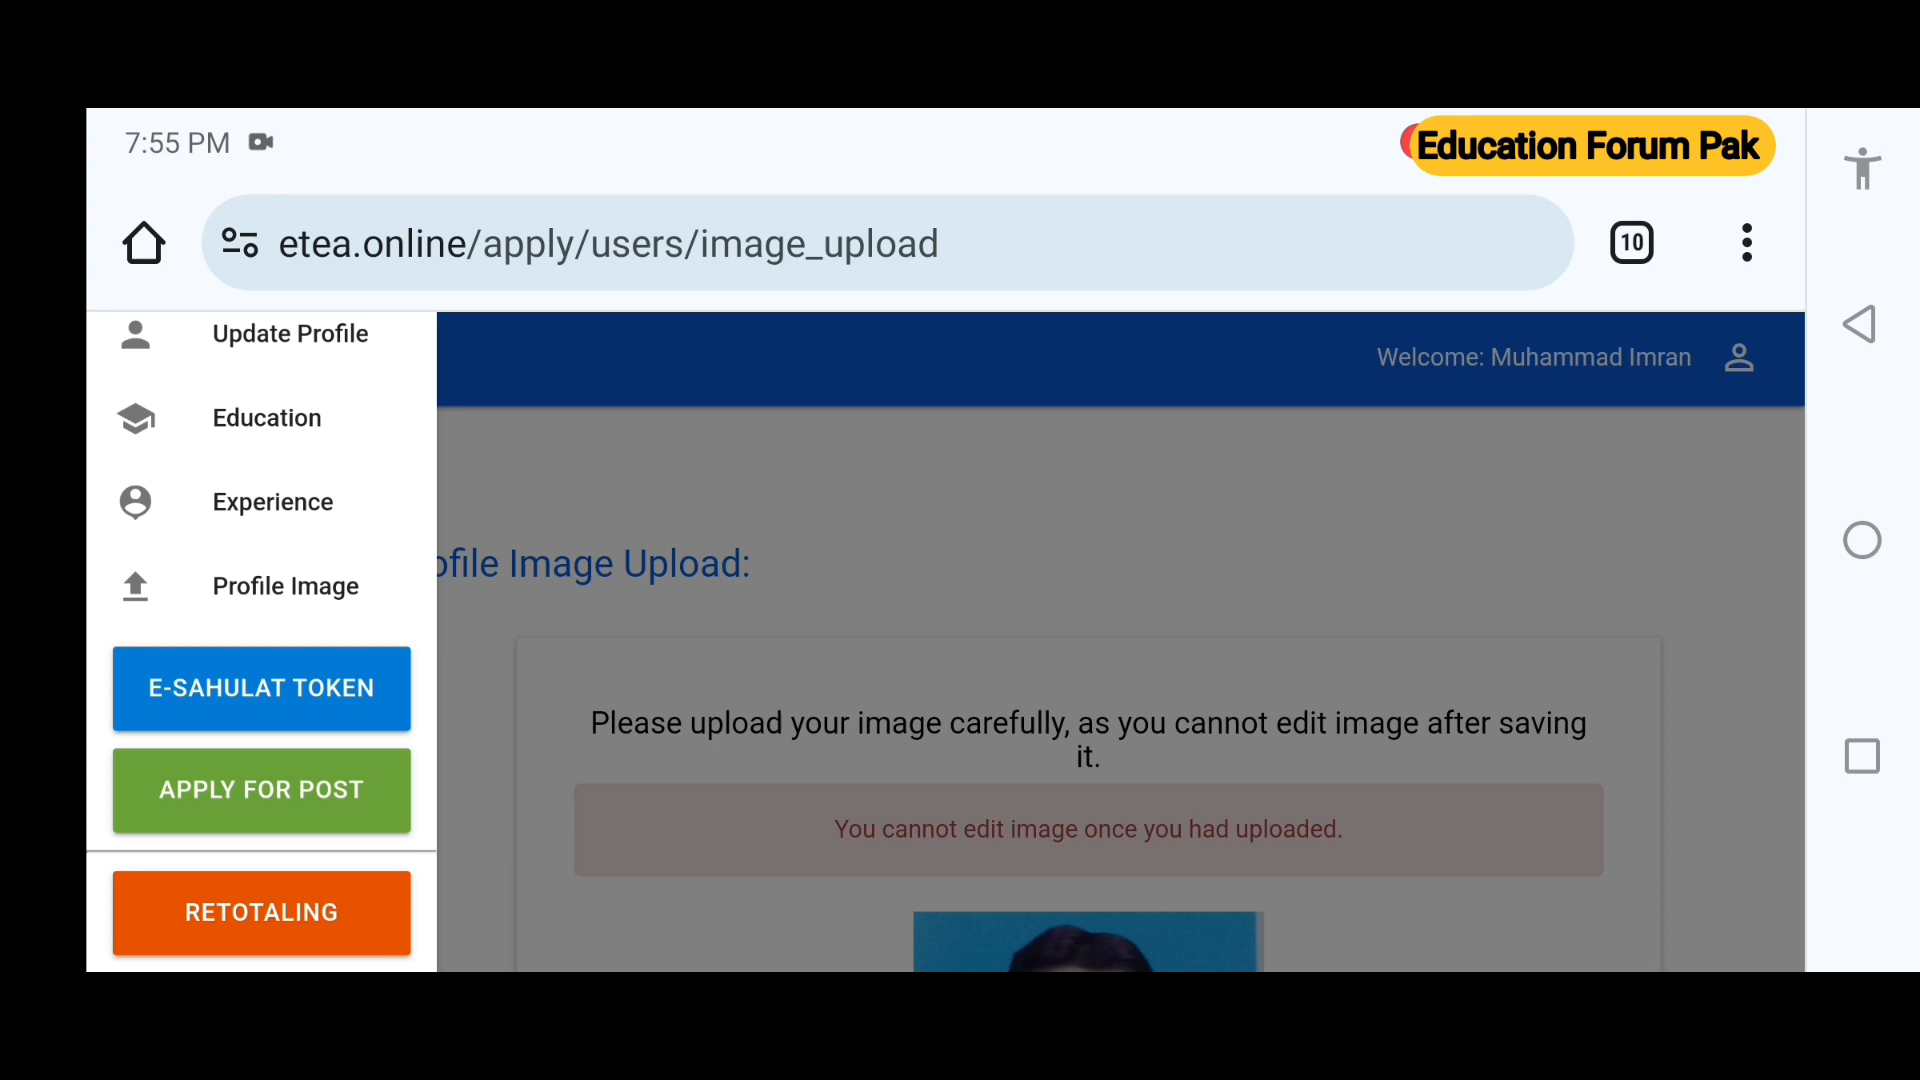 7:55 PM
Education Forum Pak
etea.online/apply/users/image_upload
10
Update Profile
Welcome: Muhammad Imran
Education
Experience
ofile Image Upload:
Profile Image
E-SAHULAT TOKEN
Please upload your image carefully, as you cannot edit image after saving
it.
APPLY FOR POST
You cannot edit image once you had uploaded.
RETOTALING